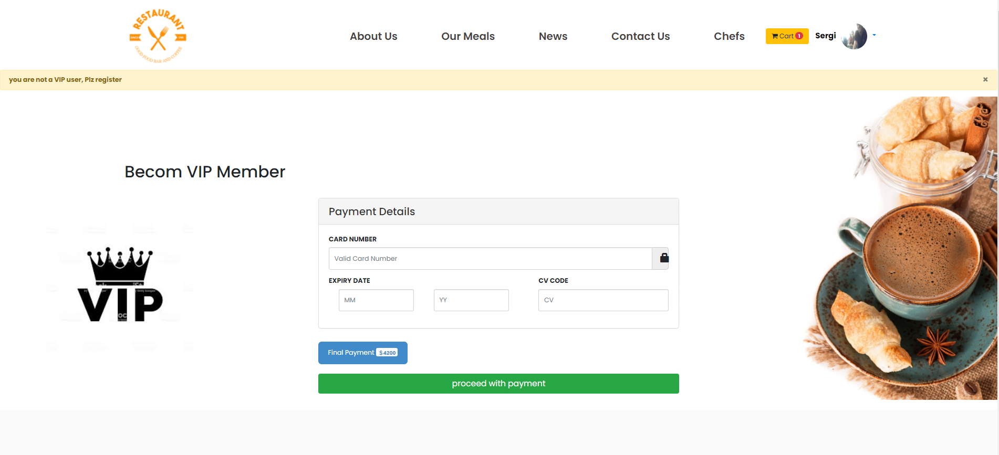 RESTAURANT
SINCE
GOOD FOOD BAR AND COFFEE
About Us
Our Meals
News
Contact Us
Chefs
Cart 1
Sergi
you are not a VIP user, Plz register
×
Becom VIP Member
VIP
Payment Details
CARD NUMBER
Valid Card Number
EXPIRY DATE
CV CODE
MM
YY
CV
Final Payment $4200
proceed with payment